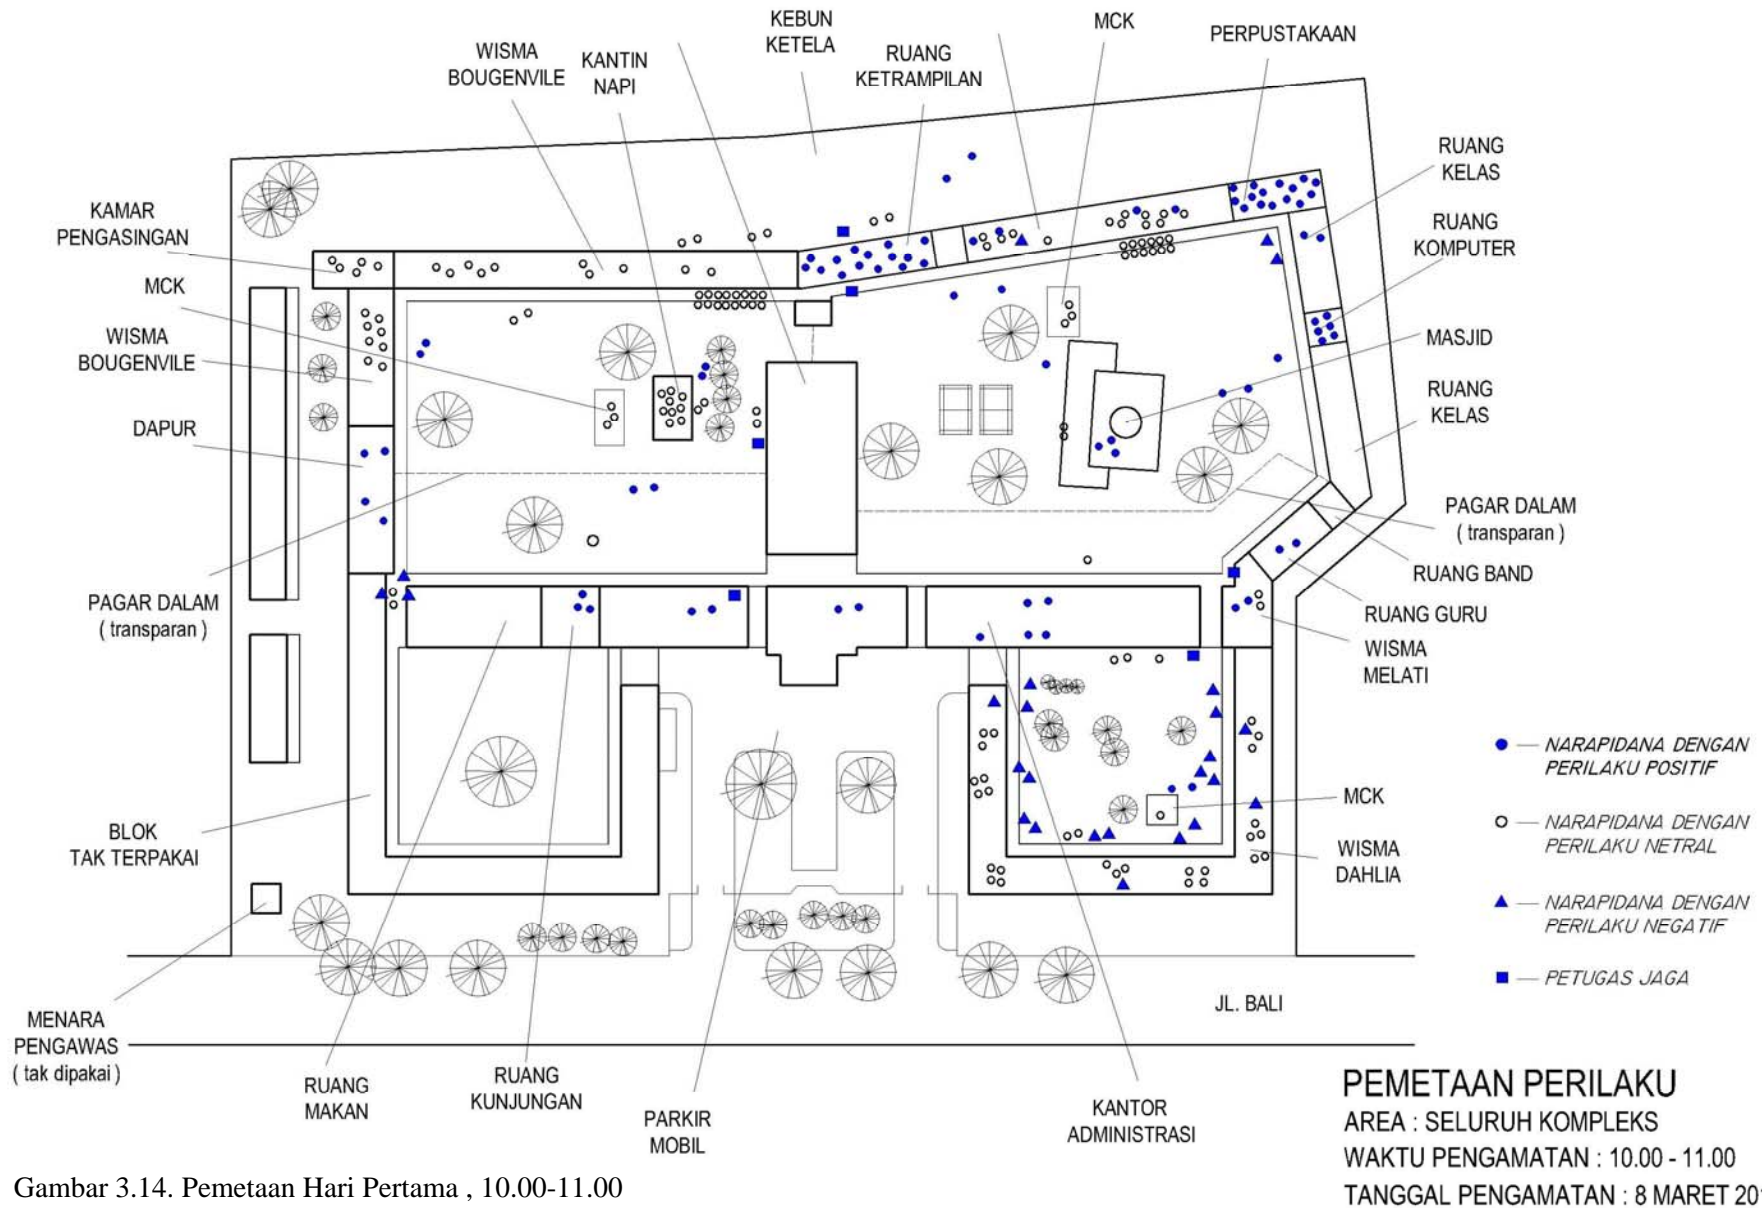 KEBUN
KETELA
MCK
PERPUSTAKAAN
WISMA
BOUGENVILE
KANTIN
NAPI
RUANG
KETRAMPILAN
RUANG
KELAS
KAMAR
PENGASINGAN
RUANG
KOMPUTER
MCK
WISMA
BOUGENVILE
MASJID
RUANG
KELAS
DAPUR
PAGAR DALAM
( transparan )
RUANG BAND
PAGAR DALAM
( transparan )
RUANG GURU
WISMA
MELATI
NARAPIDANA DENGAN
PERILAKU POSITIF
MCK
NARAPIDANA DENGAN
PERILAKU NETRAL
BLOK
TAK TERPAKAI
WISMA
DAHLIA
NARAPIDANA DENGAN
PERILAKU NEGATIF
PETUGAS JAGA
JL. BALI
MENARA
PENGAWAS
( tak dipakai )
RUANG
MAKAN
RUANG
KUNJUNGAN
PARKIR
MOBIL
KANTOR
ADMINISTRASI
PEMETAAN PERILAKU
AREA : SELURUH KOMPLEKS
WAKTU PENGAMATAN : 10.00 - 11.00
TANGGAL PENGAMATAN : 8 MARET
Gambar 3.14. Pemetaan Hari Pertama , 10.00-11.00